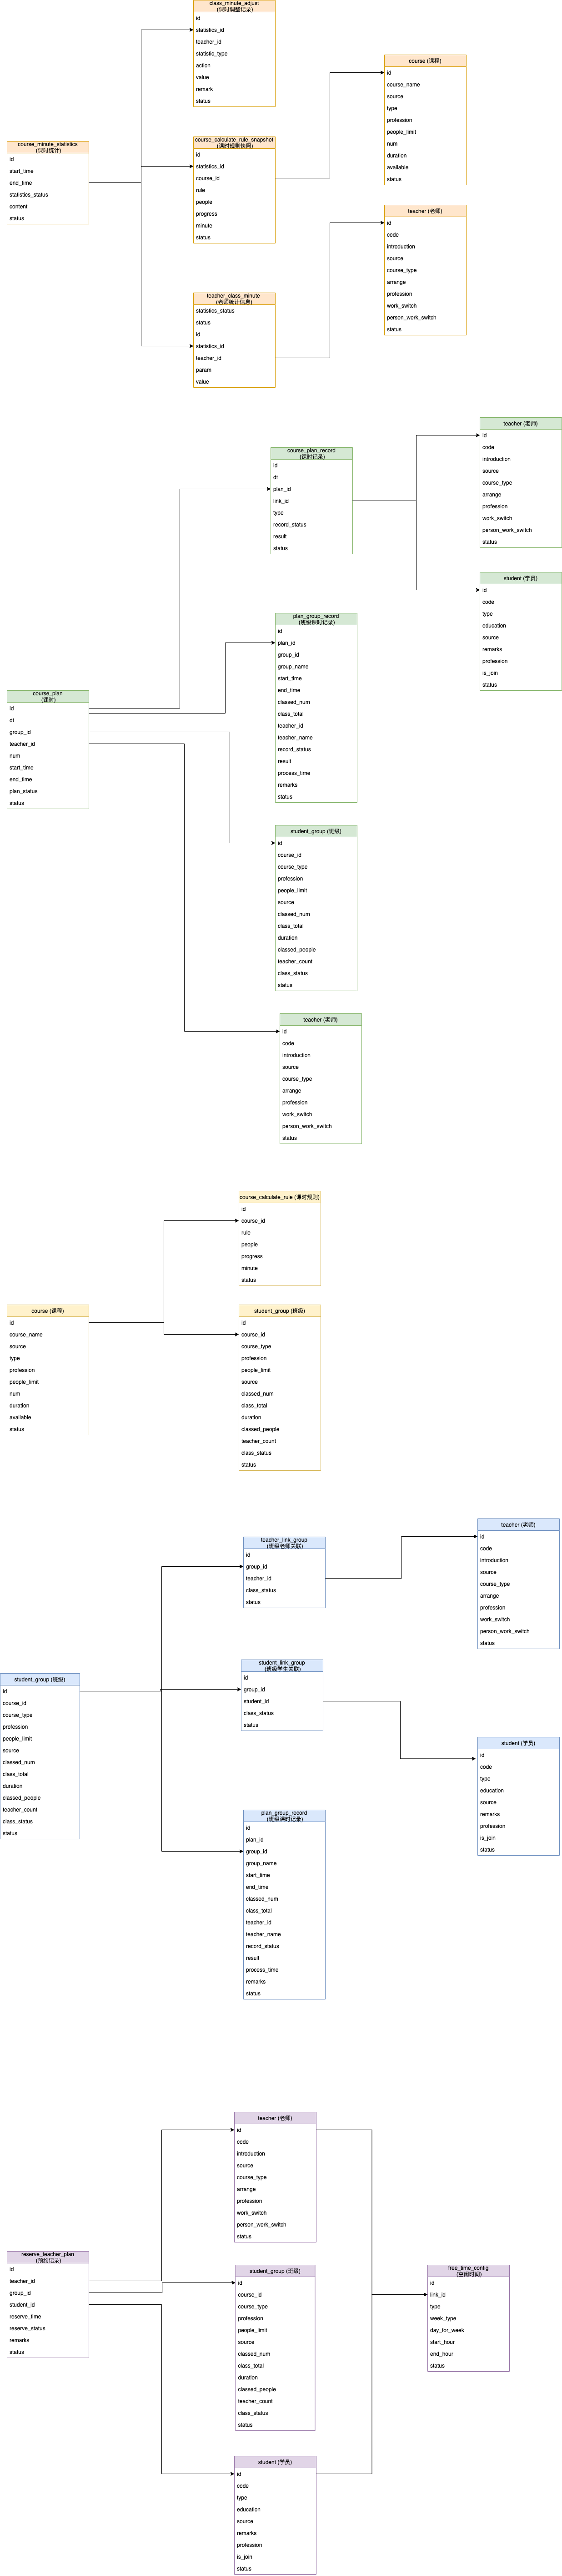 class_minute_adjust
(课时调整记录)
id
statistics_id
teacher_id
statistic_type
action
value
remark
status
course (课程)
id
course_name
source
type
profession
people_limit
num
duration
available
status
course_minute_statistics
(课时统计)
id
start_time
end_time
statistics_status
content
status
course_calculate_rule_snapshot
(课时规则快照)
id
statistics_id
course_id
rule
people
progress
minute
status
teacher (老师)
id
code
introduction
source
course_type
arrange
profession
work_switch
person_work_switch
status
teacher_class_minute
(老师统计信息)
statistics_status
status
id
statistics_id
teacher_id
param
value
course_plan_record
(课时记录)
id
dt
plan_id
link_id
type
record_status
result
status
teacher (老师)
id
code
introduction
source
course_type
arrange
profession
work_switch
person_work_switch
status
student (学员)
id
code
type
education
source
remarks
profession
is_join
status
plan_group_record
(班级课时记录)
id
plan_id
group_id
group_name
start_time
end_time
classed_num
class_total
teacher_id
teacher_name
record_status
result
process_time
remarks
status
course_plan
(课时)
id
dt
group_id
teacher_id
num
start_time
end_time
plan_status
status
student_group (班级)
id
course_id
course_type
profession
people_limit
source
classed_num
class_total
duration
classed_people
teacher_count
class_status
status
teacher (老师)
id
code
introduction
source
course_type
arrange
profession
work_switch
person_work_switch
status
course_calculate_rule (课时规则)
id
course_id
rule
people
progress
minute
status
course (课程)
id
course_name
source
type
profession
people_limit
num
duration
available
status
student_group (班级)
id
course_id
course_type
profession
people_limit
source
classed_num
class_total
duration
classed_people
teacher_count
class_status
status
teacher_link_group
(班级老师关联)
id
group_id
teacher_id
class_status
status
teacher (老师)
id
code
introduction
source
course_type
arrange
profession
work_switch
person_work_switch
status
student_group (班级)
id
course_id
course_type
profession
people_limit
source
classed_num
class_total
duration
classed_people
teacher_count
class_status
status
student_link_group
(班级学生关联)
id
group_id
student_id
class_status
status
student (学员)
id
code
type
education
source
remarks
profession
is_join
status
plan_group_record
(班级课时记录)
id
plan_id
group_id
group_name
start_time
end_time
classed_num
class_total
teacher_id
teacher_name
record_status
result
process_time
remarks
status
teacher (老师)
id
code
introduction
source
course_type
arrange
profession
work_switch
person_work_switch
status
reserve_teacher_plan
(预约记录)
id
teacher_id
group_id
student_id
reserve_time
reserve_status
remarks
status
student_group (班级)
id
course_id
course_type
profession
people_limit
source
classed_num
class_total
duration
classed_people
teacher_count
class_status
status
free_time_config
(空闲时间)
id
link_id
type
week_type
day_for_week
start_hour
end_hour
status
student (学员)
id
code
type
education
source
remarks
profession
is_join
status